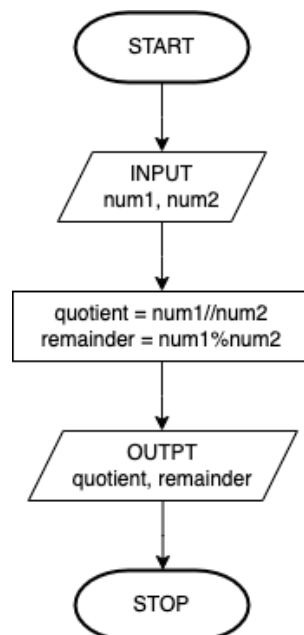 START
INPUT
num1, num2
quotient = num1//num2
remainder = num1%num2
OUTPT
quotient, remainder
STOP